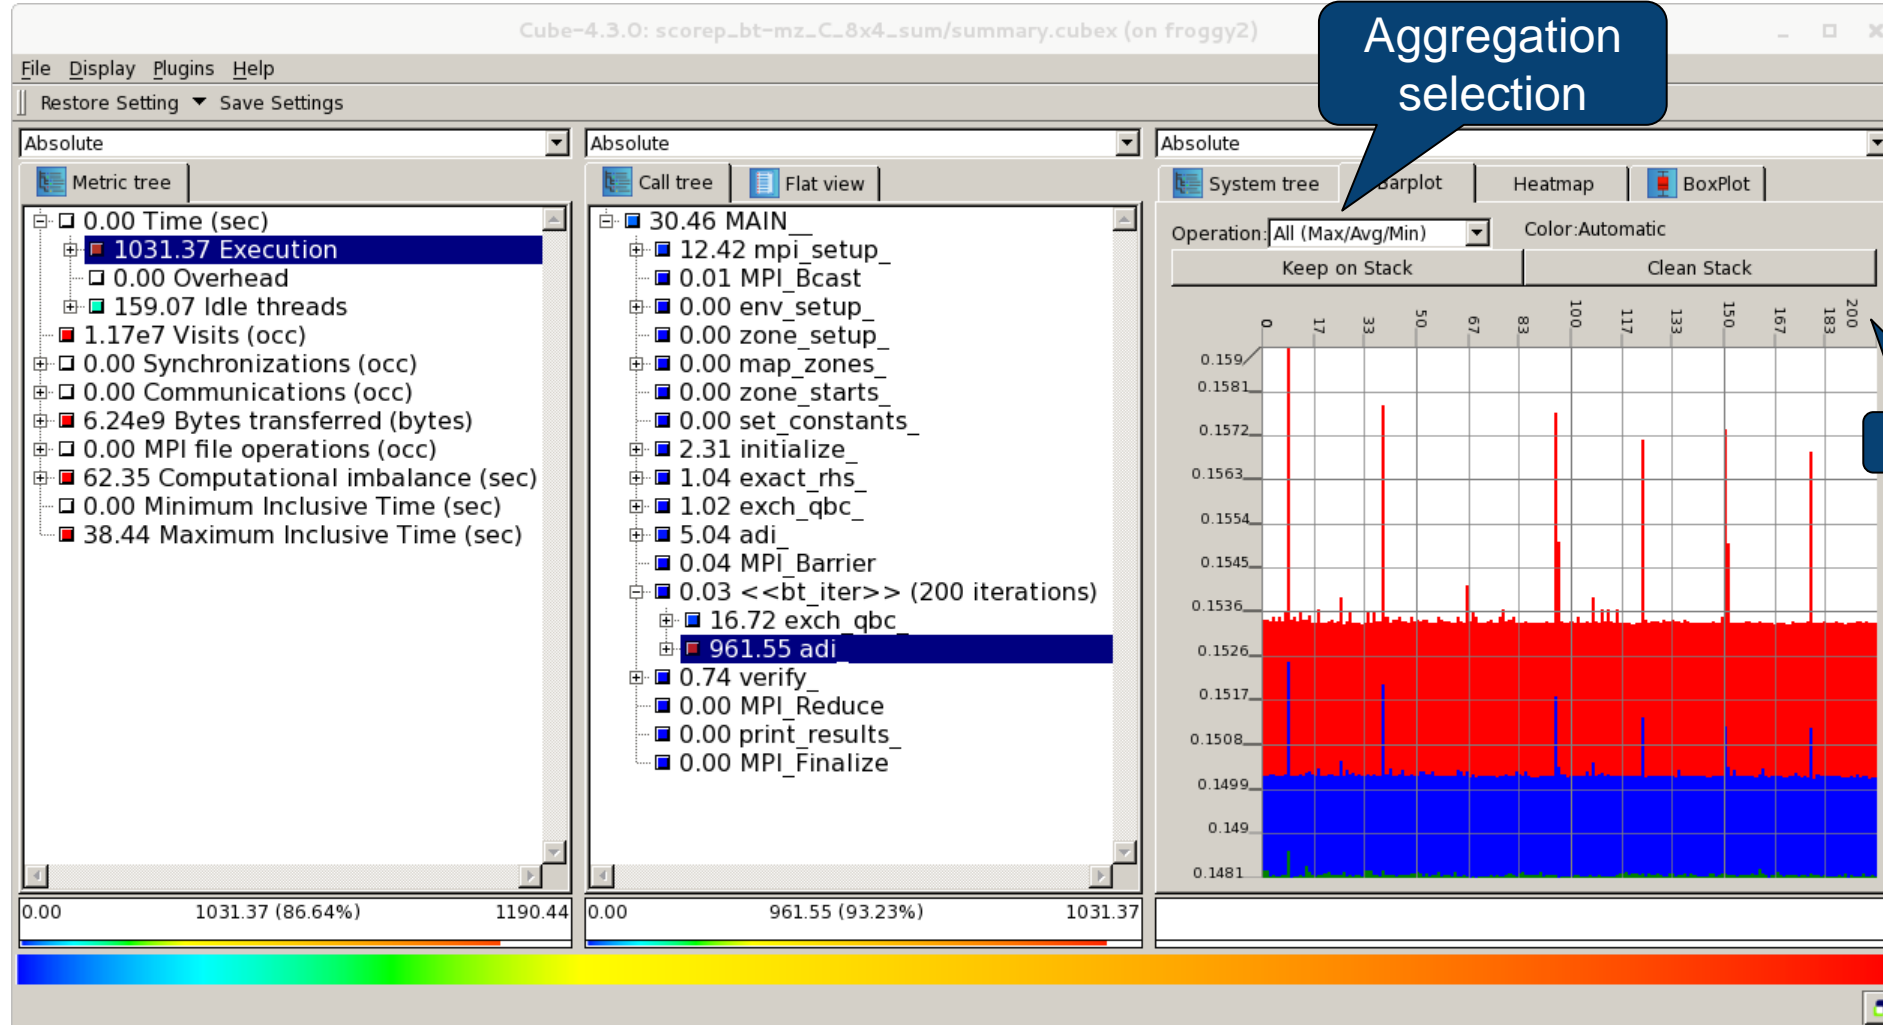 Cube-4.3.0: scorep_bt-mz_C_8x4_sum/summary.cubex (on froggy2)
Aggregation
selection
File Display Plugins Help
Restore Setting Save Settings
Absolute
Metric tree
0.00 Time (sec)
1031.37 Execution
0.00 Overhead
159.07 Idle threads
1.17e7 Visits (occ)
0.00 Synchronizations (occ)
0.00 Communications (occ)
6.24e9 Bytes transferred (bytes)
0.00 MPI file operations (occ)
62.35 Computational imbalance (sec)
0.00 Minimum Inclusive Time (sec)
38.44 Maximum Inclusive Time (sec)
0.00 1031.37 (86.64%) 1190.44
Absolute
Call tree Flat view
30.46 MAIN__
12.42 mpi_setup_
0.01 MPI_Bcast
0.00 env_setup_
0.00 zone_setup_
0.00 map_zones_
0.00 zone_starts_
0.00 set_constants_
2.31 initialize_
1.04 exact_rhs_
1.02 exch_qbc_
5.04 adi_
0.04 MPI_Barrier
0.03 <<bt_iter>> (200 iterations)
16.72 exch_qbc_
961.55 adi_
0.74 verify_
0.00 MPI_Reduce
0.00 print_results_
0.00 MPI_Finalize
0.00 961.55 (93.23%) 1031.37
Absolute
System tree Barplot Heatmap BoxPlot
Operation: All (Max/Avg/Min) Color:Automatic
Keep on Stack Clean Stack
0 17 33 50 67 83 100 117 133 150 167 183 200
0.159
0.1581
0.1572
0.1563
0.1554
0.1545
0.1536
0.1526
0.1517
0.1508
0.1499
0.149
0.1481